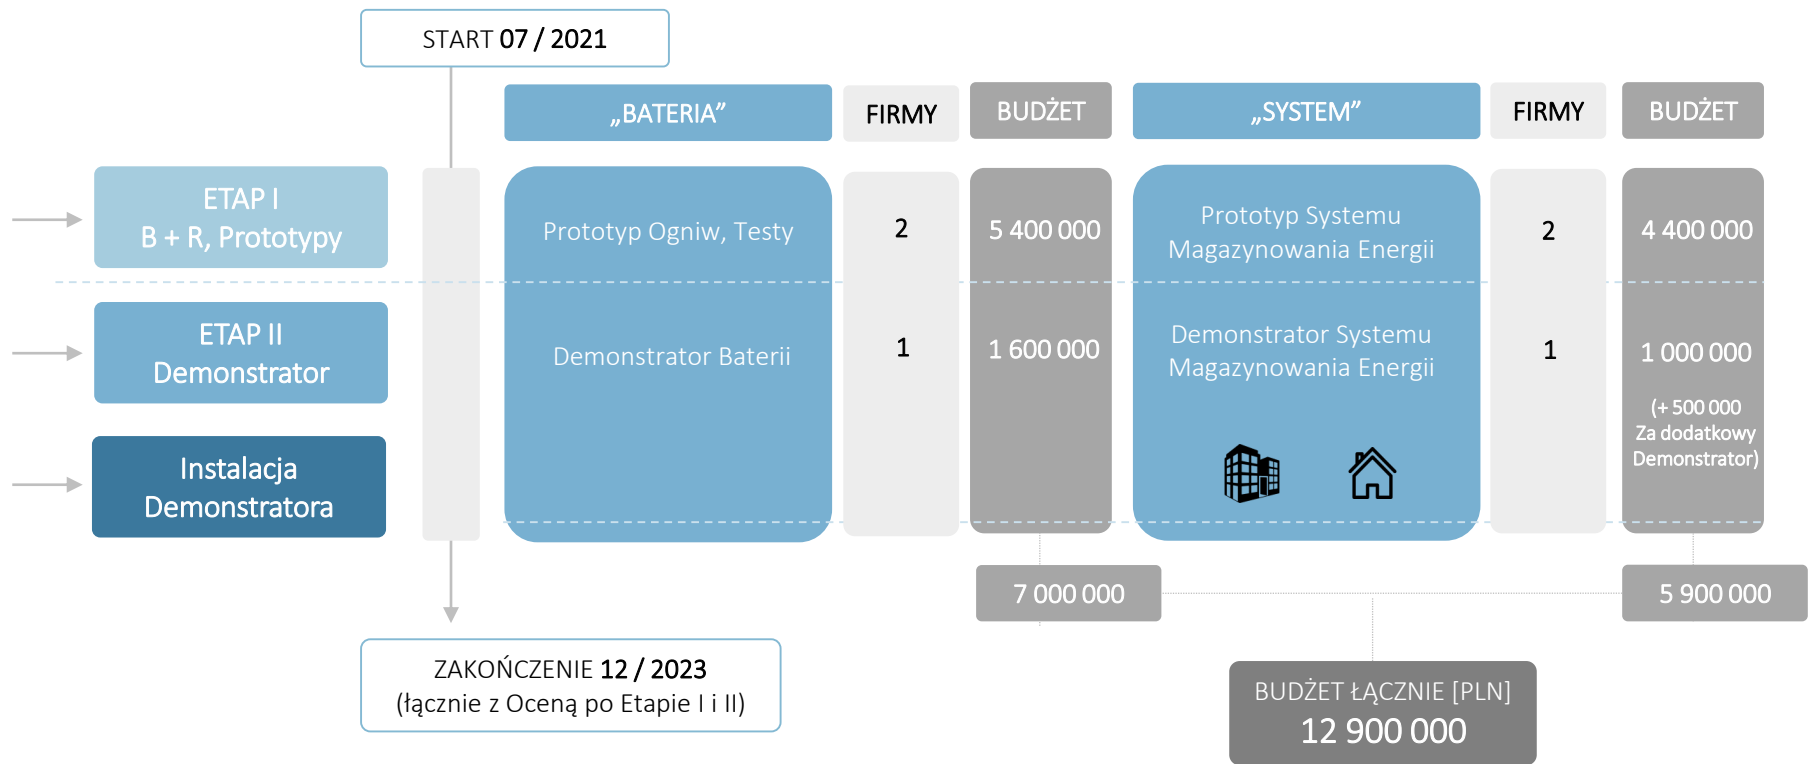 START 07 / 2021
„BATERIA”
FIRMY
BUDŻET
„SYSTEM”
FIRMY
BUDŻET
ETAP I
B + R, Prototypy
Prototyp Ogniw, Testy
2
5 400 000
Prototyp Systemu
Magazynowania Energii
2
4 400 000
ETAP II
Demonstrator
Demonstrator Baterii
1
1 600 000
Demonstrator Systemu
Magazynowania Energii
1
1 000 000
(+ 500 000
Za dodatkowy
Demonstrator)
Instalacja
Demonstratora
7 000 000
5 900 000
ZAKOŃCZENIE 12 / 2023
(łącznie z Oceną po Etapie I i II)
BUDŻET ŁĄCZNIE [PLN]
12 900 000